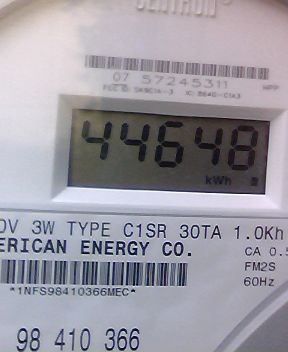 CENTRON
07 57245311
44648
kWh
0V 3W TYPE C1SR 30TA 1.0Kh
ERICAN ENERGY CO.
CA 0.5
FM2S
60Hz
*1NFS98410366MEC*
98 410 366